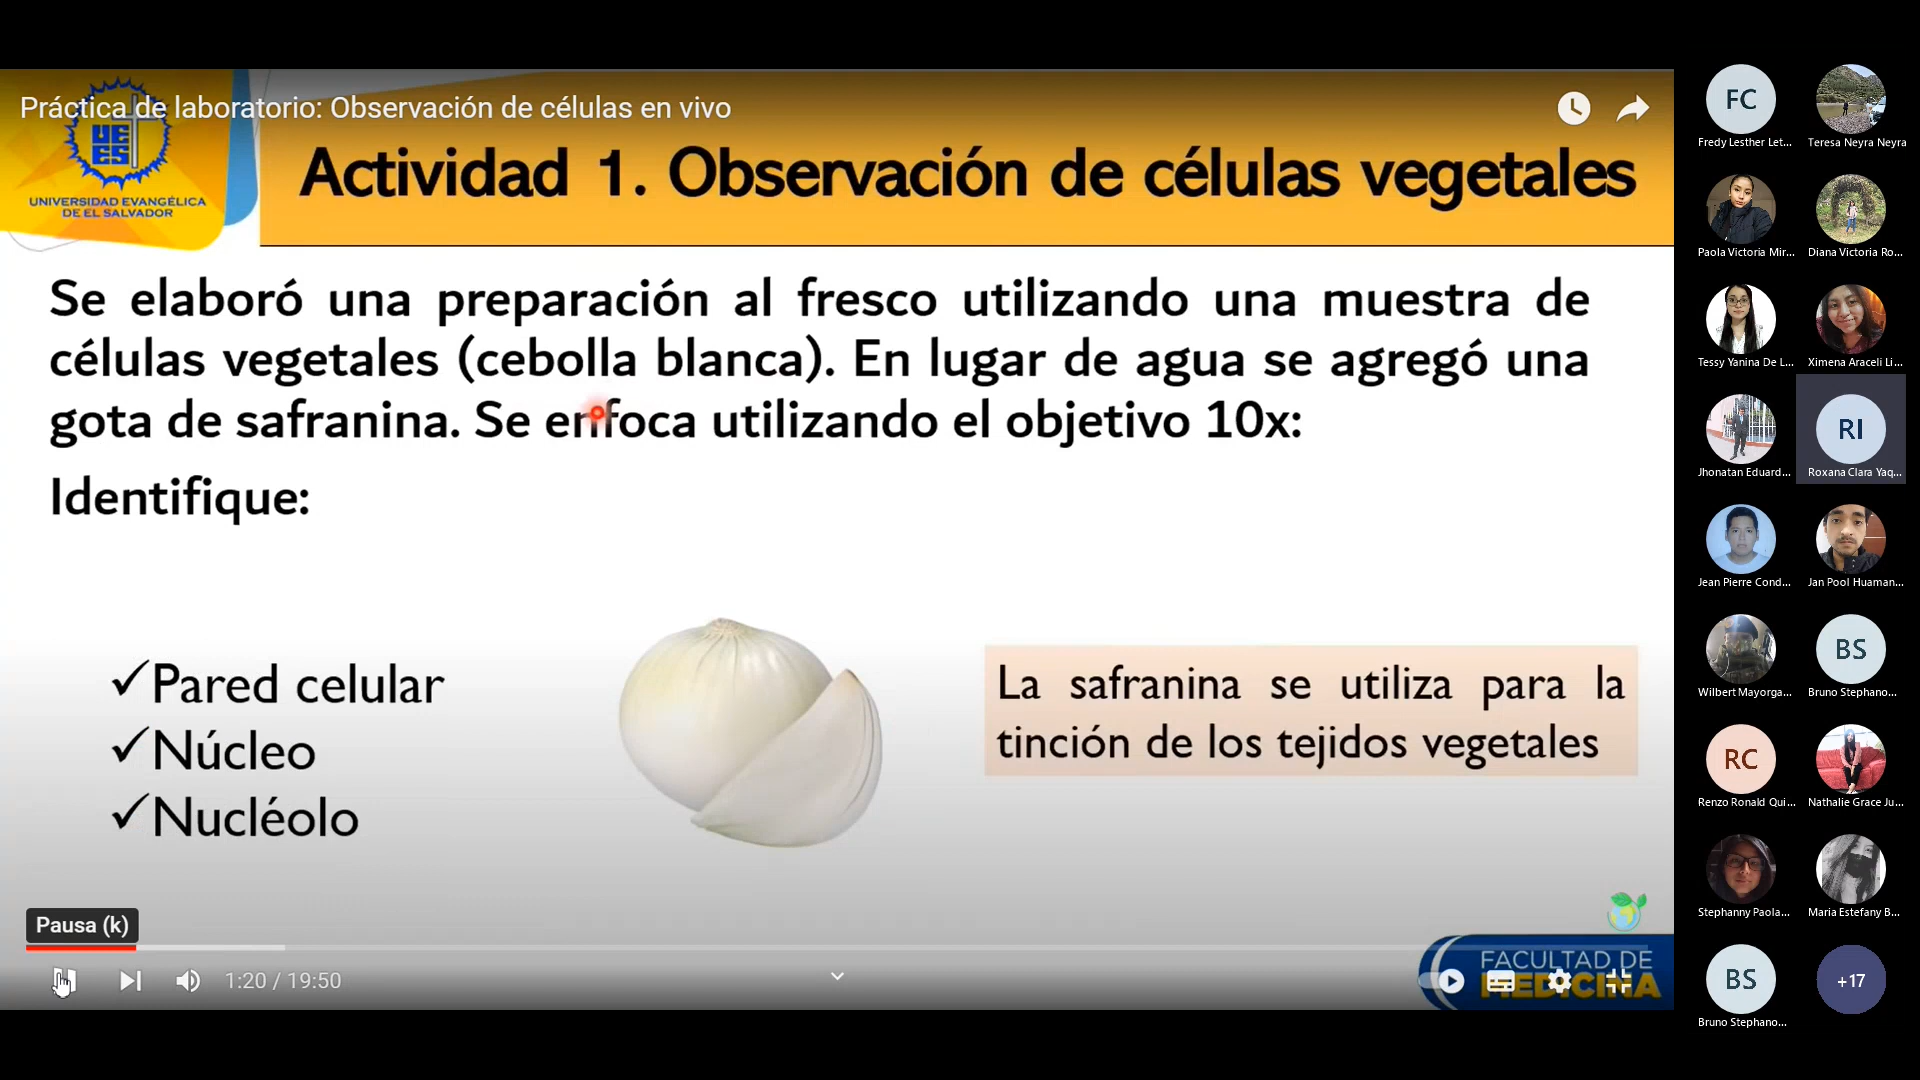 Práctica de laboratorio: Observación de células en vivo
UE
ES
UNIVERSIDAD EVANGÉLICA
DE EL SALVADOR
Actividad 1. Observación de células vegetales
Se elaboró una preparación al fresco utilizando una muestra de
células vegetales (cebolla blanca). En lugar de agua se agregó una
gota de safranina. Se enfoca utilizando el objetivo 10x:
Identifique:
✓Pared celular
✓Núcleo
✓Nucléolo
La safranina se utiliza para la
tinción de los tejidos vegetales
Pausa (k)
1:20 / 19:50
FACULTAD DE
MEDICINA
FC
Fredy Lesther Let...
Teresa Neyra Neyra
Paola Victoria Mir...
Diana Victoria Ro...
Tessy Yanina De L...
Ximena Araceli Li...
Jhonatan Eduard...
RI
Roxana Clara Yaq...
Jean Pierre Cond...
Jan Pool Huaman...
Wilbert Mayorga...
BS
Bruno Stephano...
RC
Renzo Ronald Qui...
Nathalie Grace Ju...
Stephanny Paola...
Maria Estefany B...
BS
Bruno Stephano...
+17